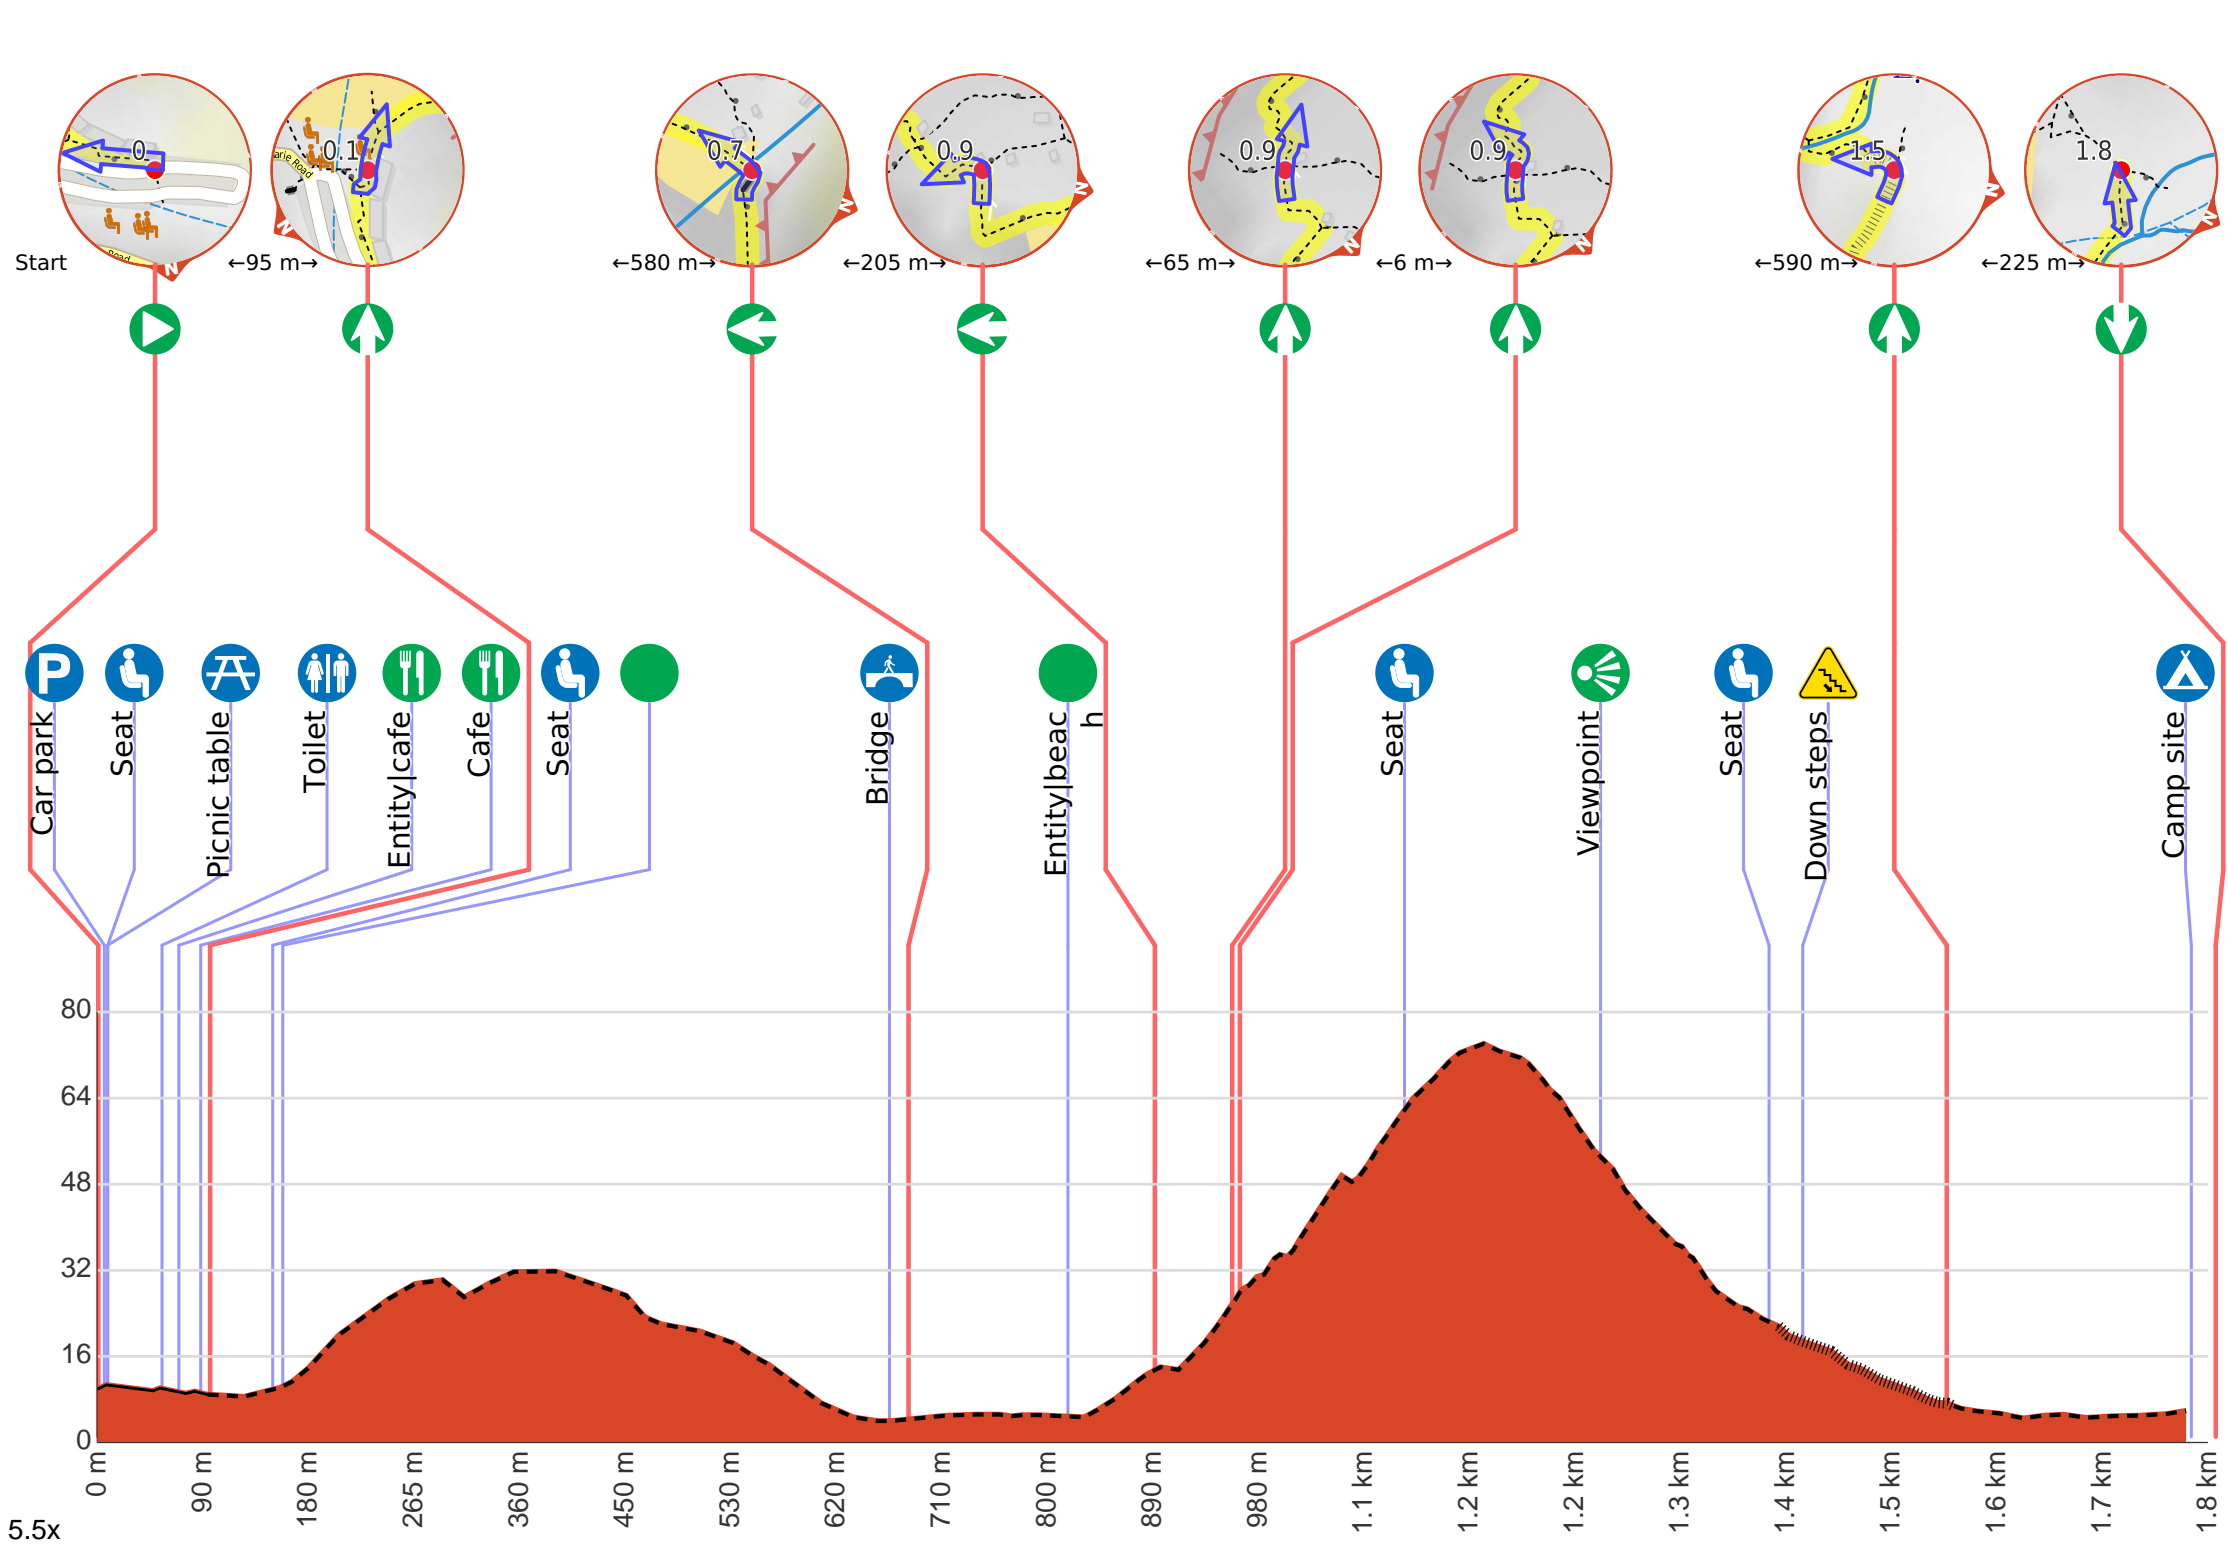 0
0.1
0.7
0.9
0.9
0.9
1.5
1.8
arie Road
Road
N
N
N
N
N
N
N
N
Start
←95 m→
←580 m→
←205 m→
←65 m→
←6 m→
←590 m→
←225 m→
P
Car park
Seat
Picnic table
Toilet
Entity|cafe
Cafe
Seat
Bridge
Entity|beac
h
Seat
Viewpoint
Seat
Down steps
Camp site
80
64
48
32
16
0
0 m
90 m
180 m
265 m
360 m
450 m
530 m
620 m
710 m
800 m
890 m
980 m
1.1 km
1.2 km
1.2 km
1.3 km
1.4 km
1.5 km
1.6 km
1.7 km
1.8 km
5.5x